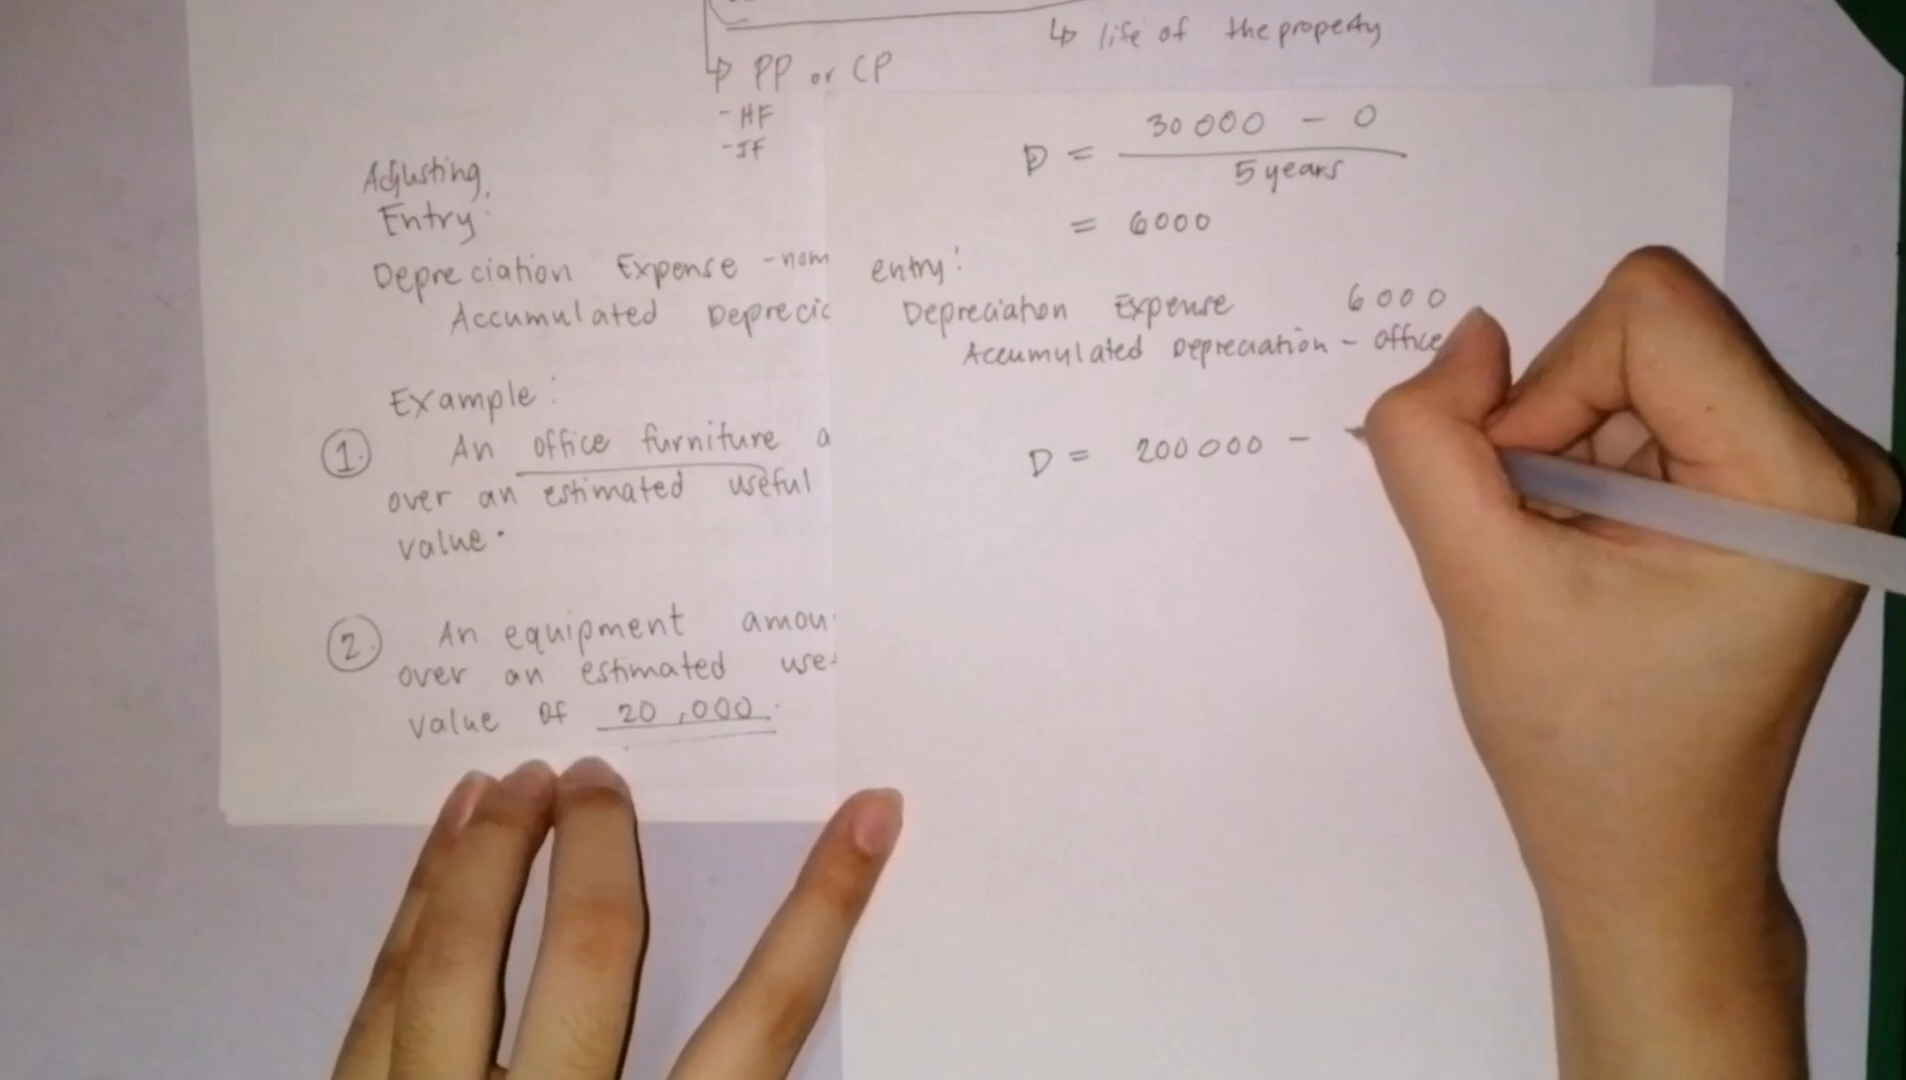 ↳ life of the property
↳ PP or CP
- HF
- IF
Adjusting
Entry:
Depreciation Expense - nom
Accumulated Deprecia
Example:
1. An office furniture a
over an estimated useful
value.
2. An equipment amou
over an estimated use
value of 20,000.
D = 30 000 - 0
5 years
= 6000
entry:
Depreciation Expense 6000
Accumulated Depreciation - office
D = 200 000 -